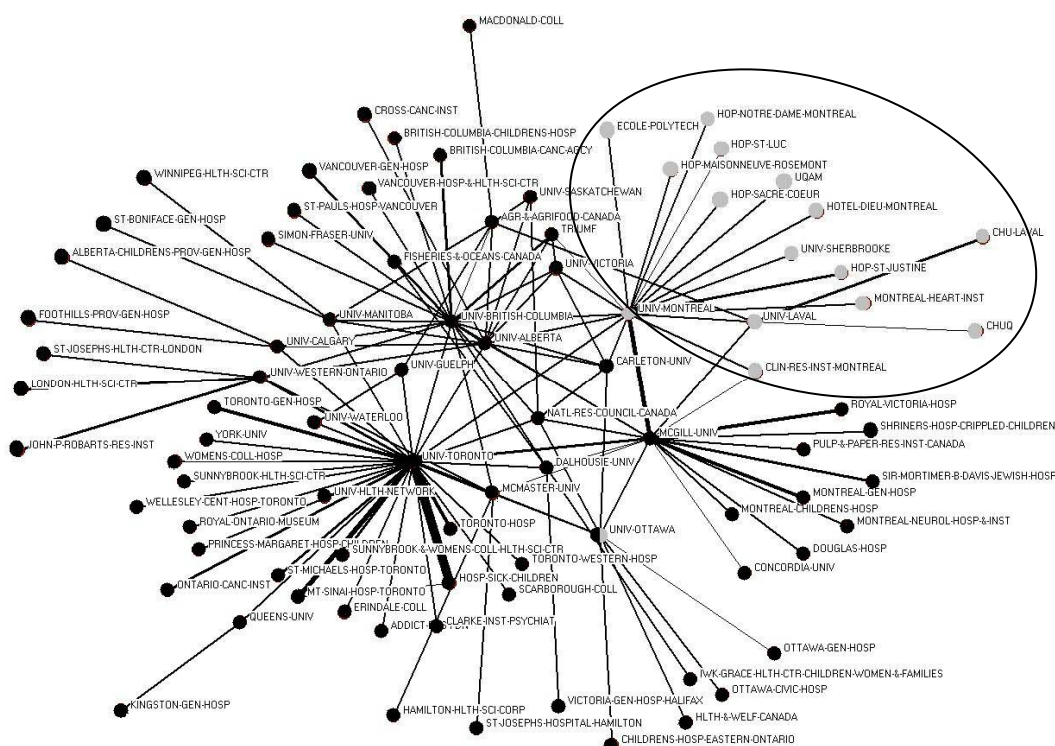 MACDONALD-COLL
CROSS-CANC-INST
HOP-NOTRE-DAME-MONTREAL
ECOLE-POLYTECH
BRITISH-COLUMBIA-CHILDRENS-HOSP
BRITISH-COLUMBIA-CANC-AGCY
HOP-ST-LUC
HOP-MAISONNEUVE-ROSEMONT
VANCOUVER-GEN-HOSP
WINNIPEG-HLTH-SCI-CTR
UQAM
VANCOUVER-HOSP-&-HLTH-SCI-CTR
UNIV-SASKATCHEWAN
HOP-SACRE-COEUR
ST-PAULS-HOSP-VANCOUVER
HOTEL-DIEU-MONTREAL
ST-BONIFACE-GEN-HOSP
AGR-&-AGRIFOOD-CANADA
TRIUMF
SIMON-FRASER-UNIV
CHU-LAVAL
UNIV-SHERBROOKE
ALBERTA-CHILDRENS-PROV-GEN-HOSP
FISHERIES-&-OCEANS-CANADA
UNIV-VICTORIA
HOP-ST-JUSTINE
MONTREAL-HEART-INST
UNIV-MONTREAL
FOOTHILLS-PROV-GEN-HOSP
UNIV-MANITOBA
UNIV-BRITISH-COLUMBIA
UNIV-LAVAL
CHUQ
UNIV-CALGARY
UNIV-ALBERTA
ST-JOSEPHS-HLTH-CTR-LONDON
CARLETON-UNIV
UNIV-GUELPH
CLIN-RES-INST-MONTREAL
UNIV-WESTERN-ONTARIO
LONDON-HLTH-SCI-CTR
TORONTO-GEN-HOSP
ROYAL-VICTORIA-HOSP
UNIV-WATERLOO
NATL-RES-COUNCIL-CANADA
SHRINERS-HOSP-CRIPPLED-CHILDREN
YORK-UNIV
MCGILL-UNIV
JOHN-P-ROBARTS-RES-INST
PULP-&-PAPER-RES-INST-CANADA
WOMENS-COLL-HOSP
UNIV-TORONTO
DALHOUSIE-UNIV
SUNNYBROOK-HLTH-SCI-CTR
SIR-MORTIMER-B-DAVIS-JEWISH-HOSP
MCMASTER-UNIV
UNIV-HLTH-NETWORK
MONTREAL-GEN-HOSP
WELLESLEY-CENT-HOSP-TORONTO
MONTREAL-CHILDRENS-HOSP
ROYAL-ONTARIO-MUSEUM
TORONTO-HOSP
MONTREAL-NEUROL-HOSP-&-INST
UNIV-OTTAWA
PRINCESS-MARGARET-HOSP-CHILDREN
SUNNYBROOK-&-WOMENS-COLL-HLTH-SCI-CTR
DOUGLAS-HOSP
TORONTO-WESTERN-HOSP
CONCORDIA-UNIV
ST-MICHAELS-HOSP-TORONTO
HOSP-SICK-CHILDREN
ONTARIO-CANC-INST
MT-SINAI-HOSP-TORONTO
SCARBOROUGH-COLL
ERINDALE-COLL
QUEENS-UNIV
CLARKE-INST-PSYCHIAT
ADDICT
OTTAWA-GEN-HOSP
IWK-GRACE-HLTH-CTR-CHILDREN-WOMEN-&-FAMILIES
OTTAWA-CIVIC-HOSP
VICTORIA-GEN-HOSP-HALIFAX
KINGSTON-GEN-HOSP
HAMILTON-HLTH-SCI-CORP
HLTH-&-WELF-CANADA
ST-JOSEPHS-HOSPITAL-HAMILTON
CHILDRENS-HOSP-EASTERN-ONTARIO